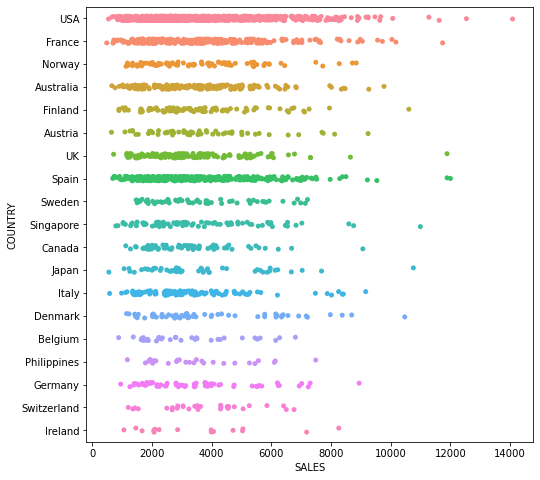 USA
France
Norway
Australia
Finland
Austria
UK
Spain
Sweden
Singapore
Canada
Japan
Italy
Denmark
Belgium
Philippines
Germany
Switzerland
Ireland
COUNTRY
0 2000 4000 6000 8000 10000 12000 14000
SALES